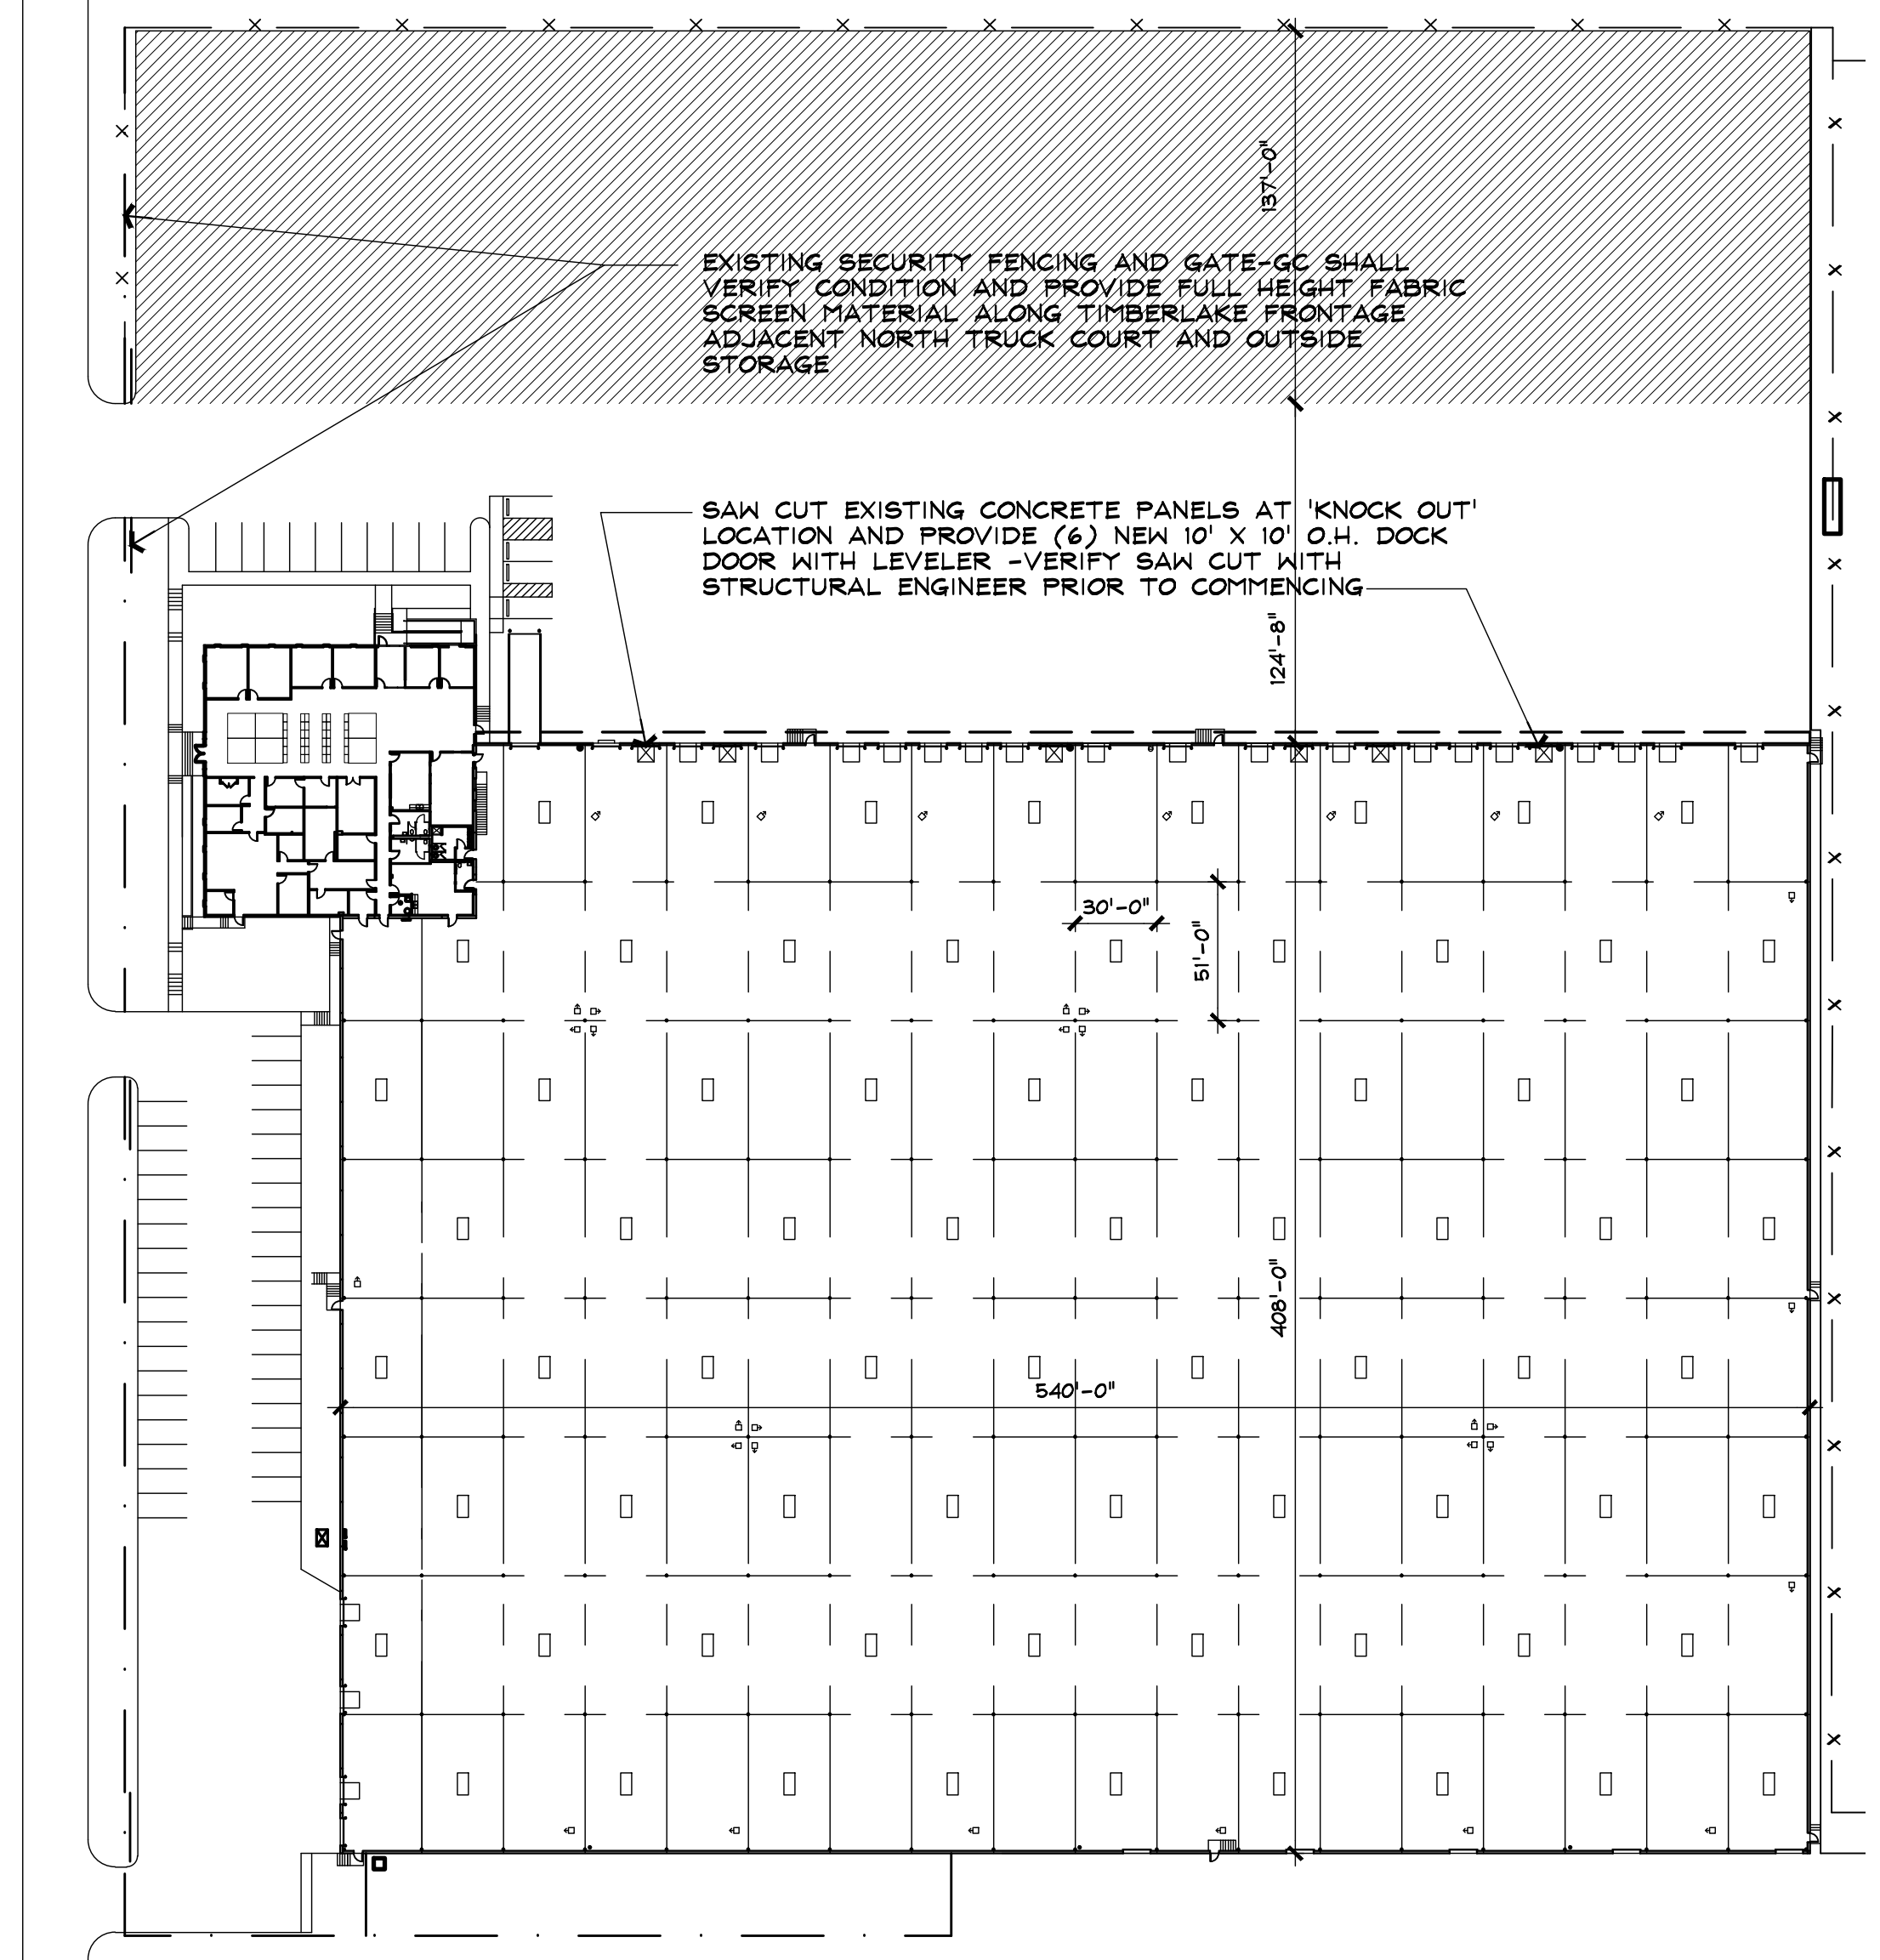 137'-0"
EXISTING SECURITY FENCING AND GATE-GC SHALL
VERIFY CONDITION AND PROVIDE FULL HEIGHT FABRIC
SCREEN MATERIAL ALONG TIMBERLAKE FRONTAGE
ADJACENT NORTH TRUCK COURT AND OUTSIDE
STORAGE
SAW CUT EXISTING CONCRETE PANELS AT 'KNOCK OUT'
LOCATION AND PROVIDE (6) NEW 10' X 10' O.H. DOCK
DOOR WITH LEVELER -VERIFY SAW CUT WITH
STRUCTURAL ENGINEER PRIOR TO COMMENCING
124'-8"
30'-0"
51'-0"
408'-0"
540'-0"